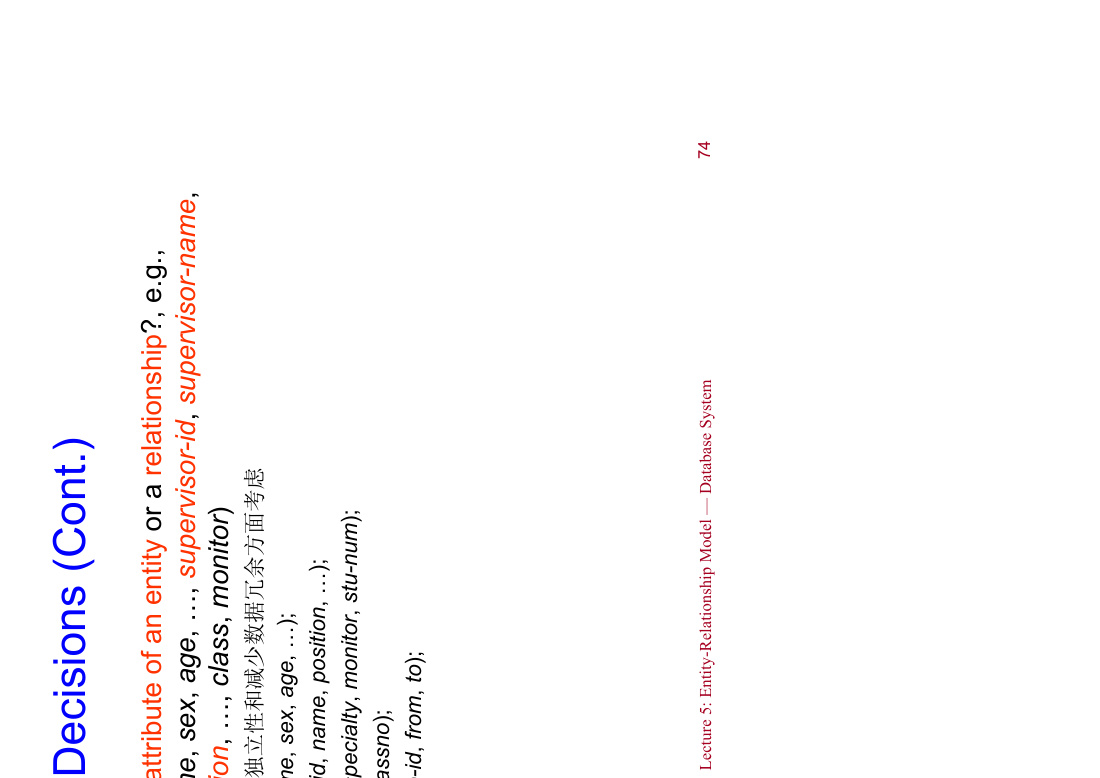 Decisions (Cont.)
attribute of an entity or a relationship?, e.g.,
ne, sex, age, …, supervisor-id, supervisor-name,
ion, …, class, monitor)
独立性和减少数据冗余方面考虑
ne, sex, age, …);
id, name, position, …);
pecialty, monitor, stu-num);
assno);
-id, from, to);
Lecture 5: Entity-Relationship Model — Database System
74